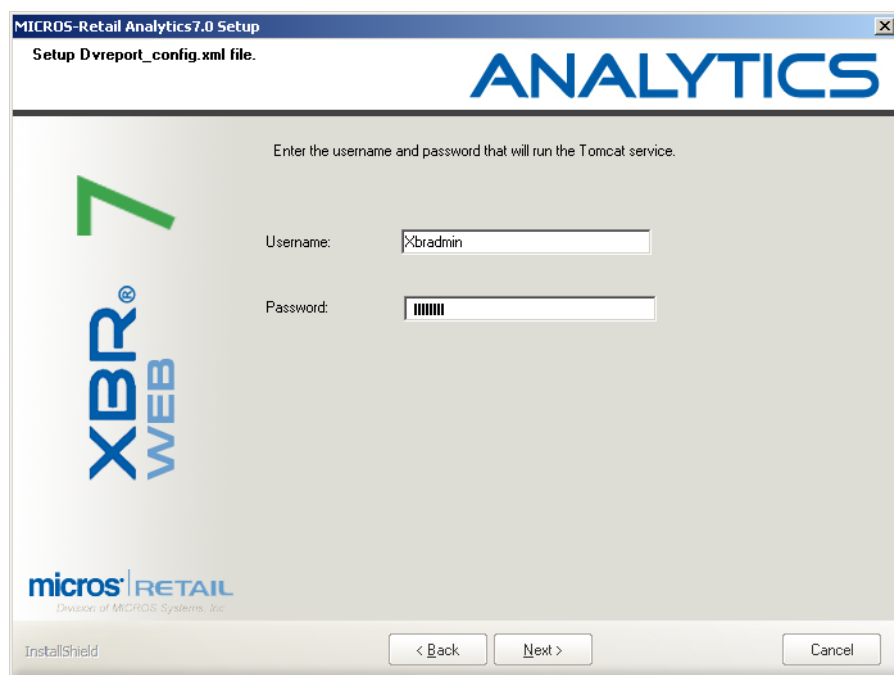 MICROS-Retail Analytics7.0 Setup
Setup Dvreport_config.xml file.
ANALYTICS
Enter the username and password that will run the Tomcat service.
Username:
Xbradmin
Password:
XBR® 7
WEB
micros® RETAIL
Division of MICROS Systems, Inc
InstallShield
< Back
Next >
Cancel